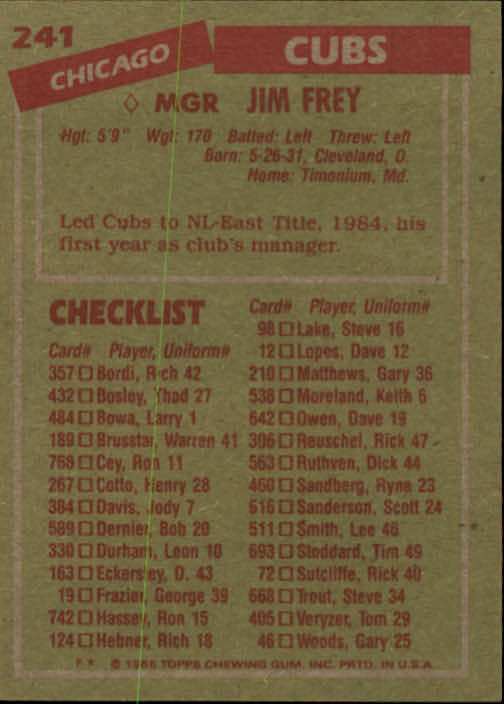 241
CHICAGO
CUBS
◇ MGR JIM FREY
Hgt: 5'9" Wgt: 170 Batted: Left Threw: Left
Born: 5-26-31, Cleveland, O.
Home: Timonium, Md.
Led Cubs to NL-East Title, 1984, his
first year as club's manager.
CHECKLIST
Card# Player, Uniform#
357 ☐ Bordi, Rich 42
432 ☐ Bosley, Thad 27
484 ☐ Bowa, Larry 1
189 ☐ Brusstar, Warren 41
768 ☐ Cey, Ron 11
267 ☐ Cotto, Henry 28
384 ☐ Davis, Jody 7
589 ☐ Dernier, Bob 20
330 ☐ Durham, Leon 10
163 ☐ Eckersley, D. 43
19 ☐ Frazier, George 39
742 ☐ Hassey, Ron 15
124 ☐ Hebner, Rich 18
Card# Player, Uniform#
98 ☐ Lake, Steve 16
12 ☐ Lopes, Dave 12
210 ☐ Matthews, Gary 36
538 ☐ Moreland, Keith 6
642 ☐ Owen, Dave 19
306 ☐ Reuschel, Rick 47
563 ☐ Ruthven, Dick 44
460 ☐ Sandberg, Ryne 23
616 ☐ Sanderson, Scott 24
511 ☐ Smith, Lee 46
693 ☐ Stoddard, Tim 49
72 ☐ Sutcliffe, Rick 40
668 ☐ Trout, Steve 34
405 ☐ Veryzer, Tom 29
46 ☐ Woods, Gary 25
© 1985 TOPPS CHEWING GUM, INC. PRTD. IN U.S.A.